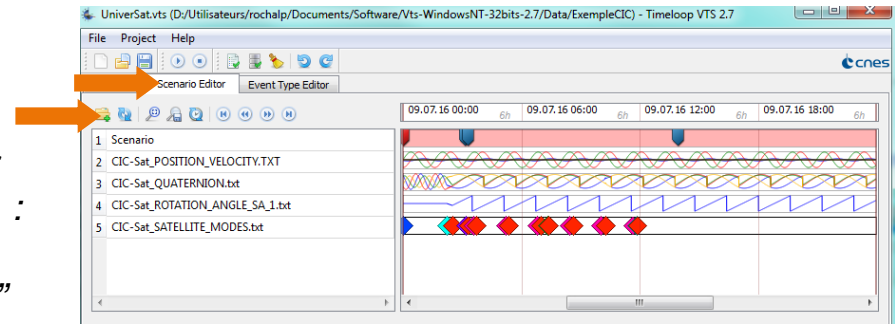 UniverSat.vts (D:/Utilisateurs/rochalp/Documents/Software/Vts-WindowsNT-32bits-2.7/Data/ExempleCIC) - Timeloop VTS 2.7
File Project Help
cnes
Scenario Editor Event Type Editor
09.07.16 00:00 6h 09.07.16 06:00 6h 09.07.16 12:00 6h 09.07.16 18:00 6h
1 Scenario
2 CIC-Sat_POSITION_VELOCITY.TXT
3 CIC-Sat_QUATERNION.txt
4 CIC-Sat_ROTATION_ANGLE_SA_1.txt
:
5 CIC-Sat_SATELLITE_MODES.txt
”